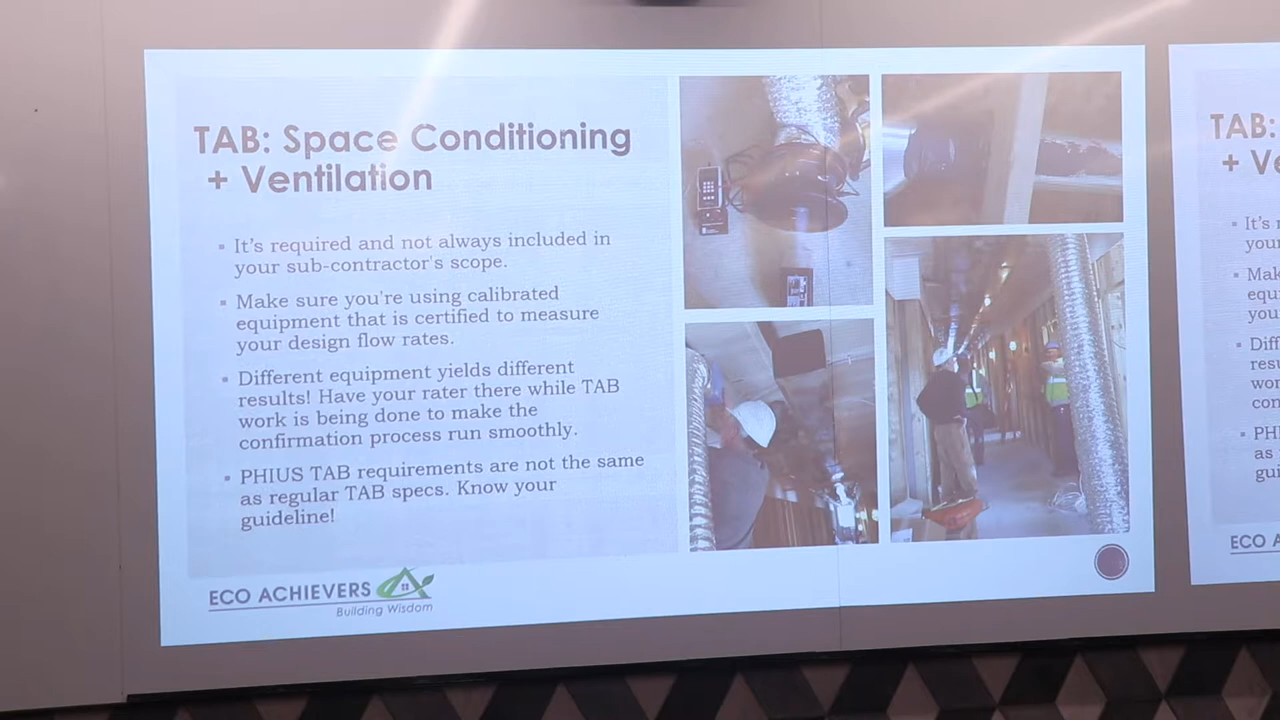 TAB: Space Conditioning
+ Ventilation
▪ It's required and not always included in
your sub-contractor's scope.
▪ Make sure you're using calibrated
equipment that is certified to measure
your design flow rates.
▪ Different equipment yields different
results! Have your rater there while TAB
work is being done to make the
confirmation process run smoothly.
▪ PHIUS TAB requirements are not the same
as regular TAB specs. Know your
guideline!
ECO ACHIEVERS
Building Wisdom
TAB:
+ Ve
▪ It's
your
▪ Mak
equi
your
▪ Diff
resu
wor
con
▪ PHI
as
gui
ECO A